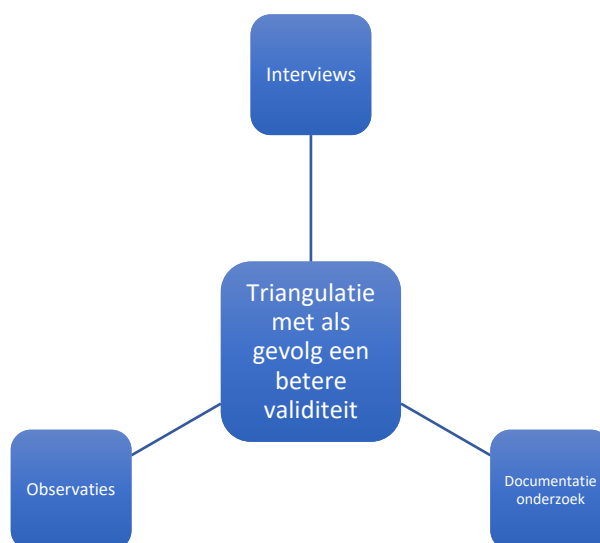 Interviews
Triangulatie
met als
gevolg een
betere
validiteit
Observaties
Documentatie
onderzoek